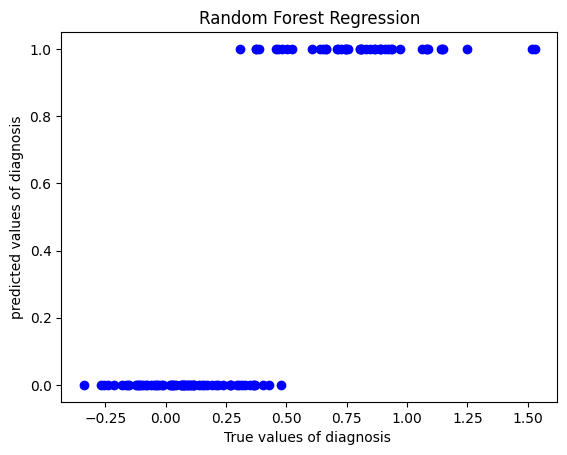 Random Forest Regression
predicted values of diagnosis
1.0
0.8
0.6
0.4
0.2
0.0
−0.25 0.00 0.25 0.50 0.75 1.00 1.25 1.50
True values of diagnosis